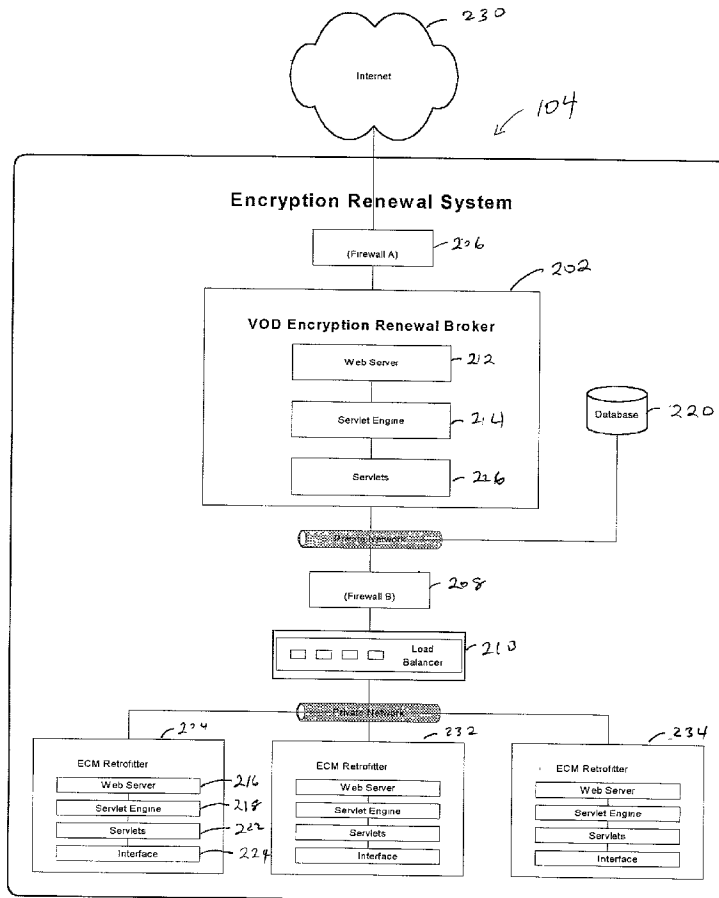 230
Internet
104
Encryption Renewal System
(Firewall A)
206
202
VOD Encryption Renewal Broker
Web Server
212
Servlet Engine
214
Database
220
Servlets
226
Private Network
(Firewall B)
208
Load
Balancer
210
Private Network
204
232
234
ECM Retrofitter
ECM Retrofitter
ECM Retrofitter
Web Server
216
Web Server
Web Server
Servlet Engine
218
Servlet Engine
Servlet Engine
Servlets
222
Servlets
Servlets
Interface
224
Interface
Interface